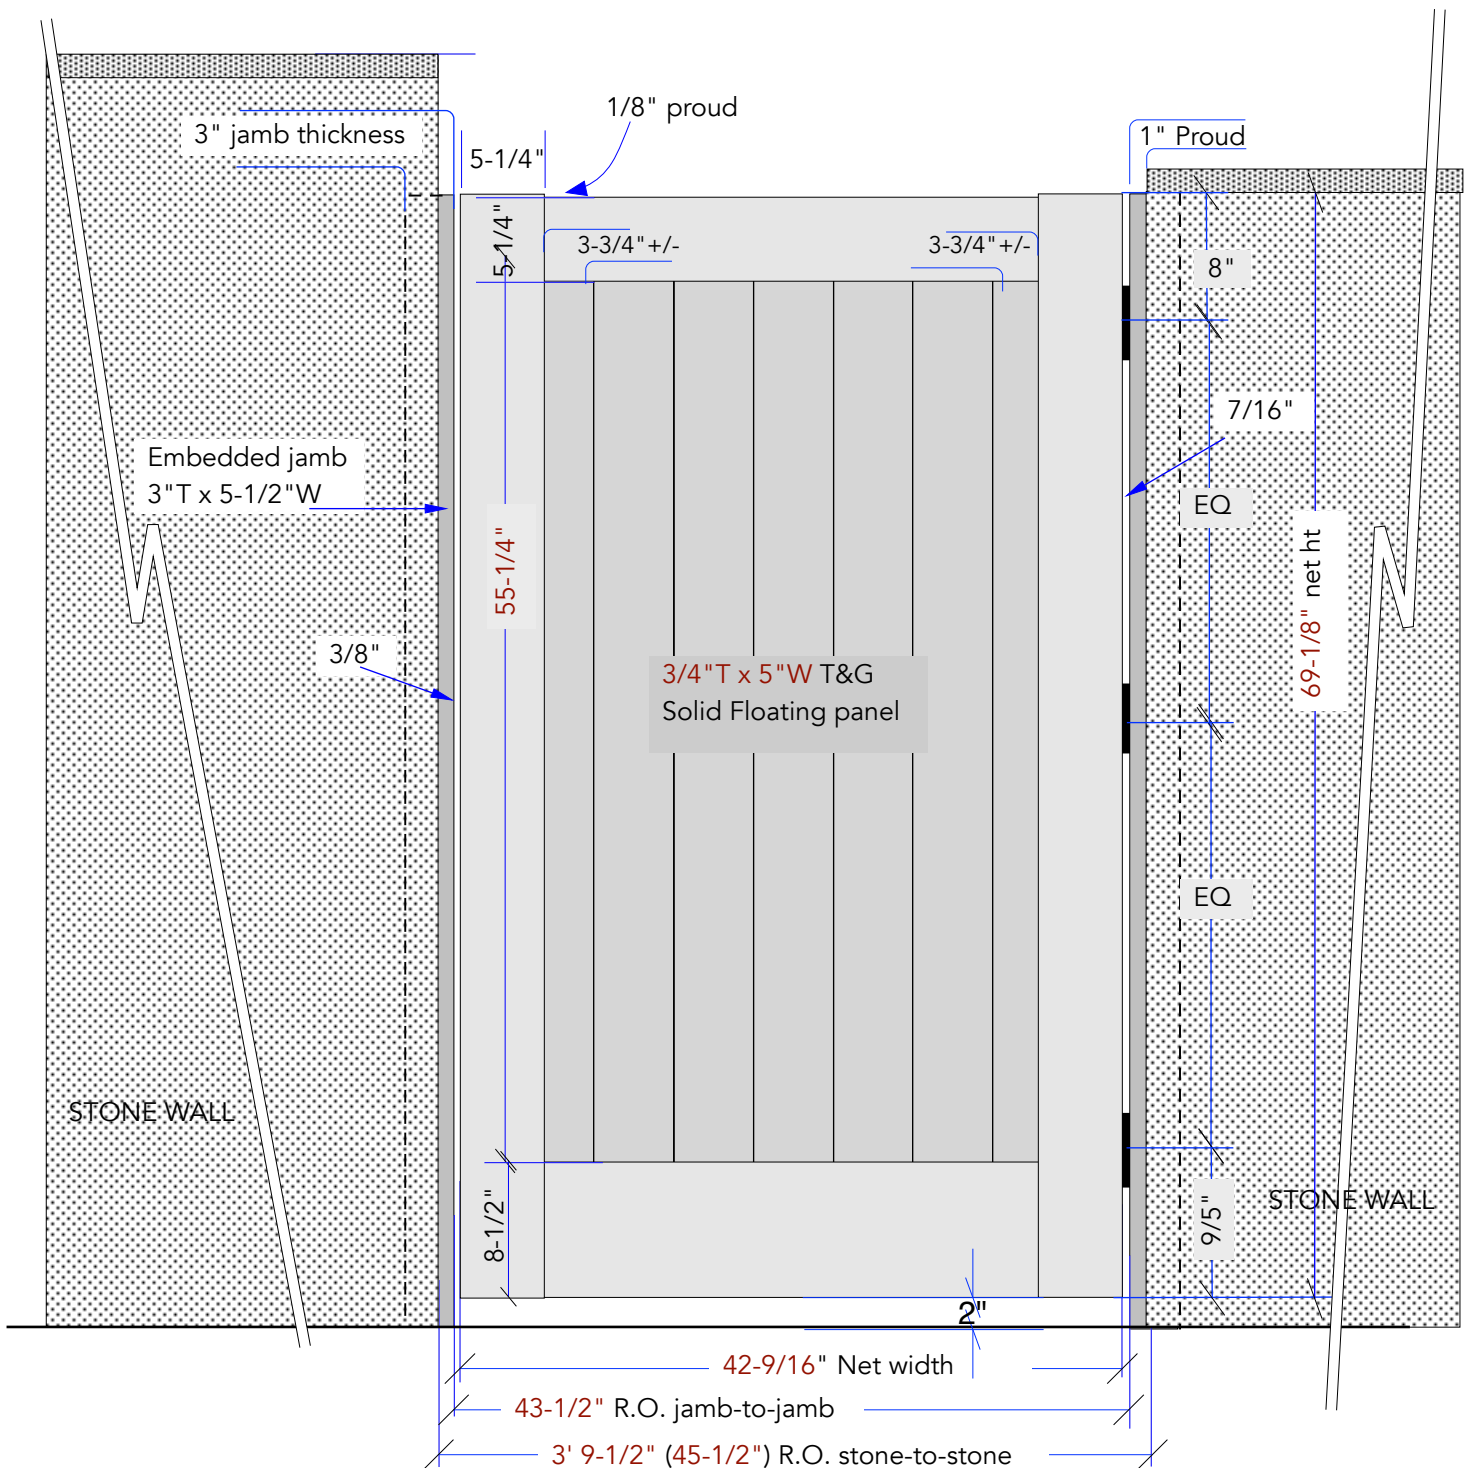 1/8" proud
3" jamb thickness
1" Proud
5-1/4"
5-1/4"
3-3/4"+/-
3-3/4"+/-
8"
7/16"
Embedded jamb
3"T x 5-1/2"W
EQ
55-1/4"
69-1/8" net ht
3/8"
3/4"T x 5"W T&G
Solid Floating panel
EQ
STONE WALL
8-1/2"
9/5"
STONE WALL
2"
42-9/16" Net width
43-1/2" R.O. jamb-to-jamb
3' 9-1/2" (45-1/2") R.O. stone-to-stone